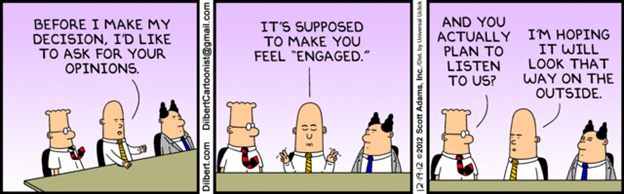 BEFORE I MAKE MY
DECISION, I'D LIKE
TO ASK FOR YOUR
OPINIONS.
Dilbert.com DilbertCartoonist@gmail.com
IT'S SUPPOSED
TO MAKE YOU
FEEL "ENGAGED."
12-19-12 ©2012 Scott Adams, Inc. /Dist. by Universal Uclick
AND YOU
ACTUALLY
PLAN TO
LISTEN
TO US?
I'M HOPING
IT WILL
LOOK THAT
WAY ON THE
OUTSIDE.